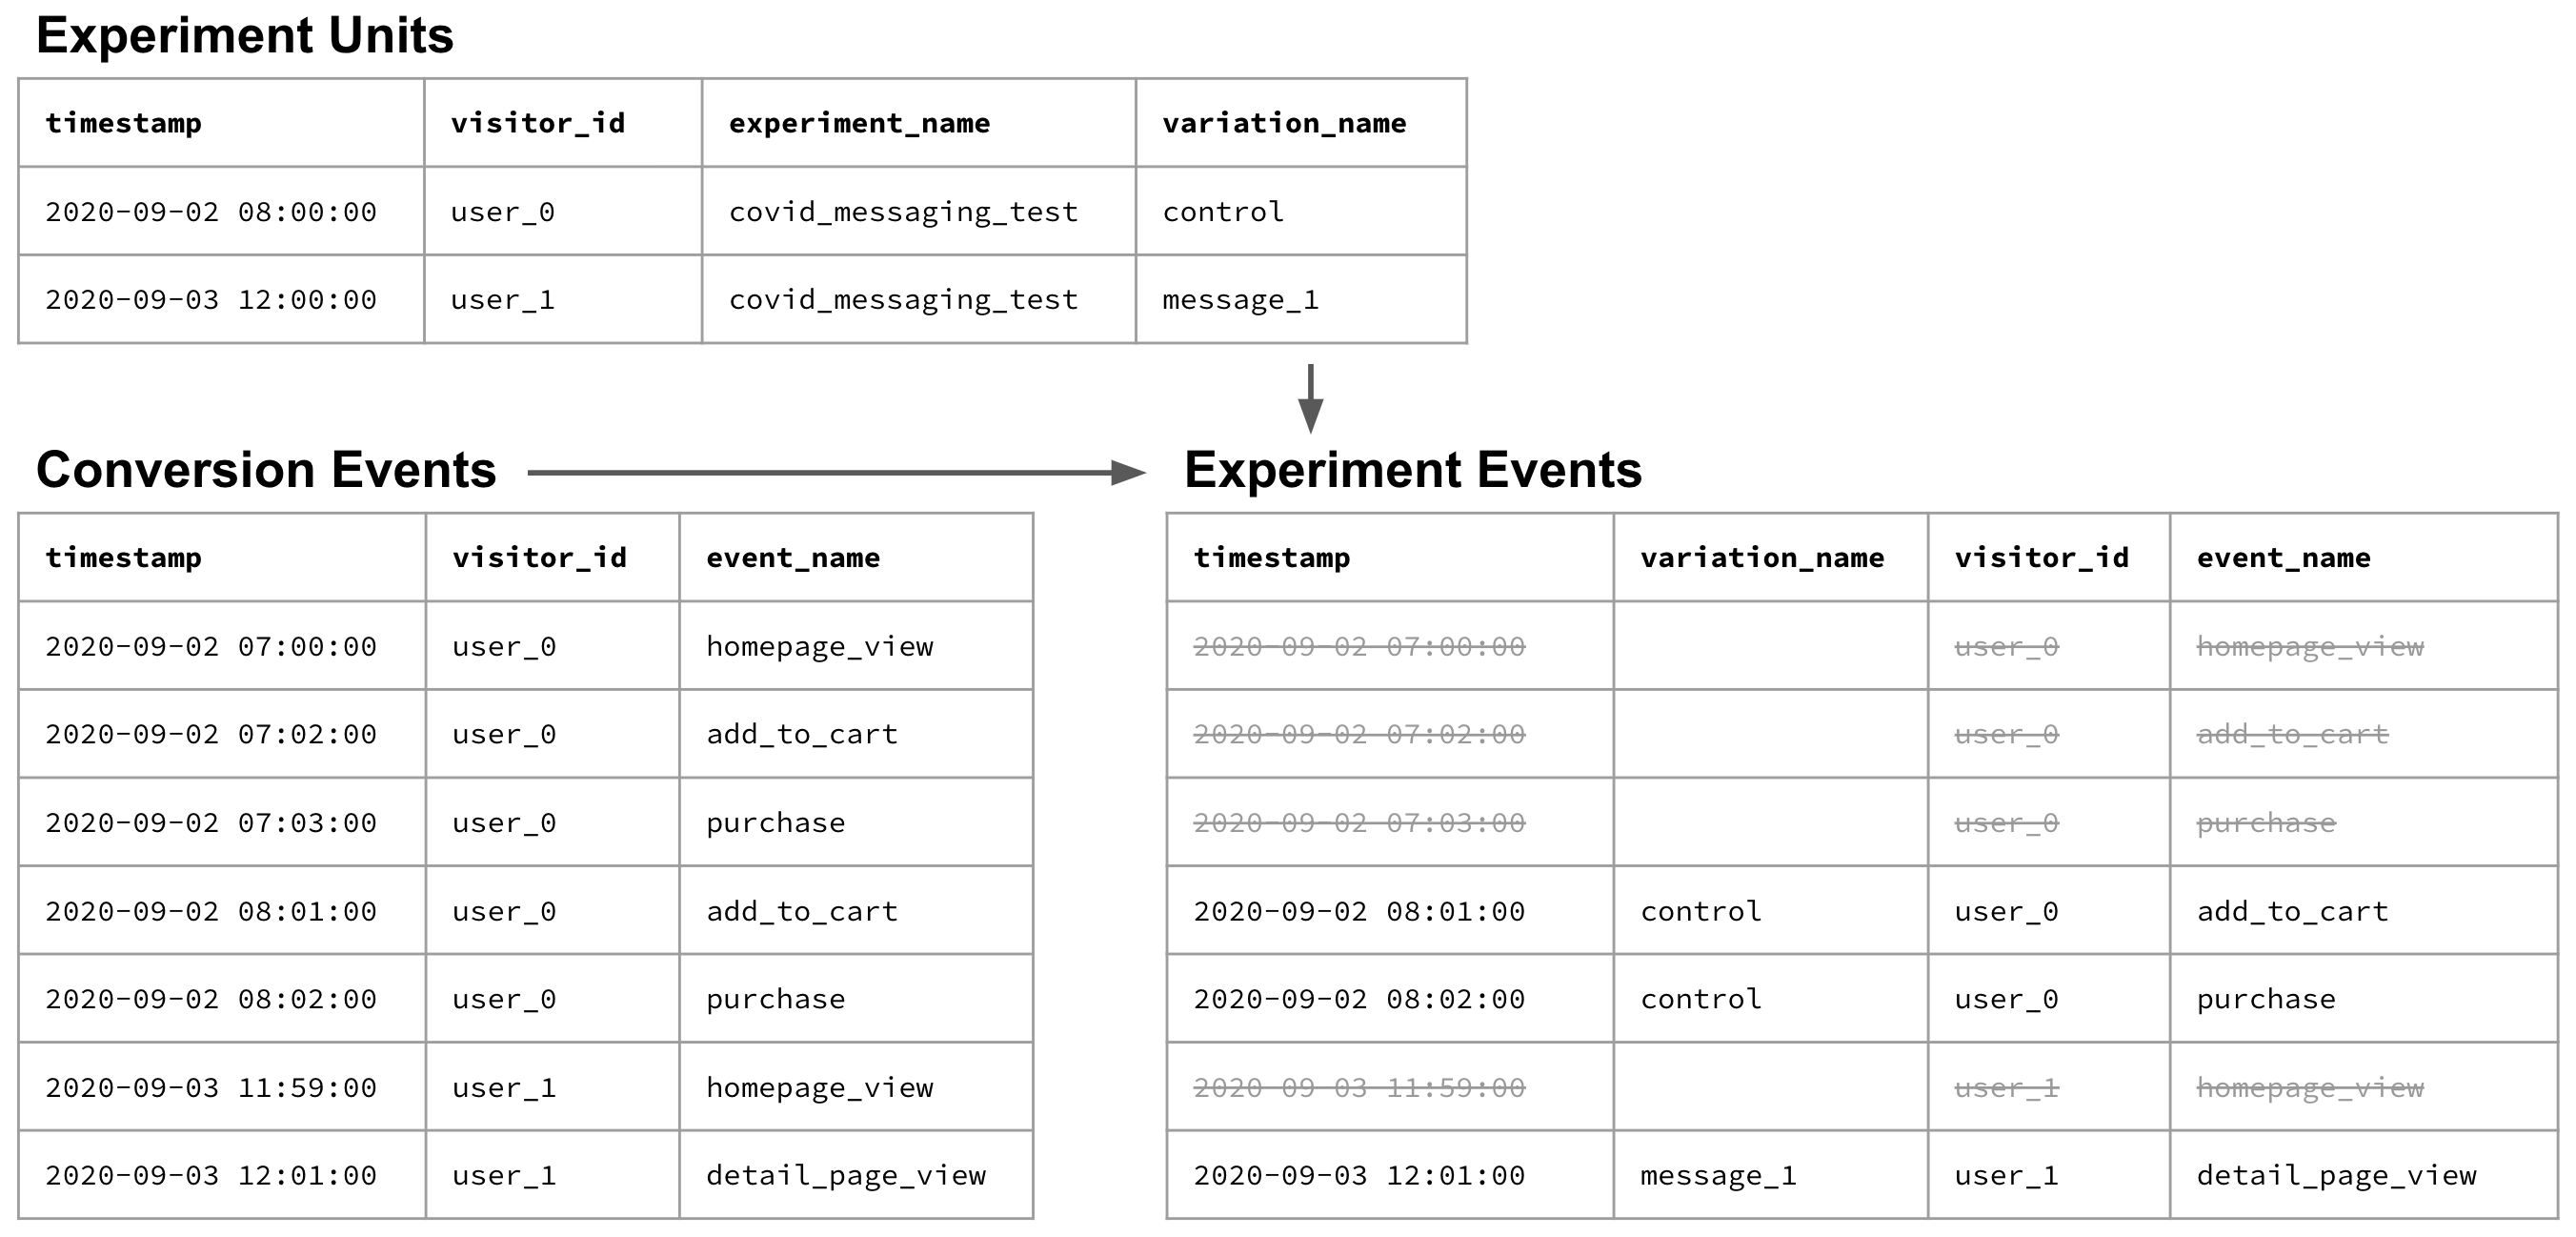 Experiment Units
timestamp visitor_id experiment_name variation_name
2020-09-02 08:00:00 user_0 covid_messaging_test control
2020-09-03 12:00:00 user_1 covid_messaging_test message_1
Conversion Events
timestamp visitor_id event_name
2020-09-02 07:00:00 user_0 homepage_view
2020-09-02 07:02:00 user_0 add_to_cart
2020-09-02 07:03:00 user_0 purchase
2020-09-02 08:01:00 user_0 add_to_cart
2020-09-02 08:02:00 user_0 purchase
2020-09-03 11:59:00 user_1 homepage_view
2020-09-03 12:01:00 user_1 detail_page_view
Experiment Events
timestamp variation_name visitor_id event_name
2020-09-02 07:00:00 user_0 homepage_view
2020-09-02 07:02:00 user_0 add_to_cart
2020-09-02 07:03:00 user_0 purchase
2020-09-02 08:01:00 control user_0 add_to_cart
2020-09-02 08:02:00 control user_0 purchase
2020-09-03 11:59:00 user_1 homepage_view
2020-09-03 12:01:00 message_1 user_1 detail_page_view